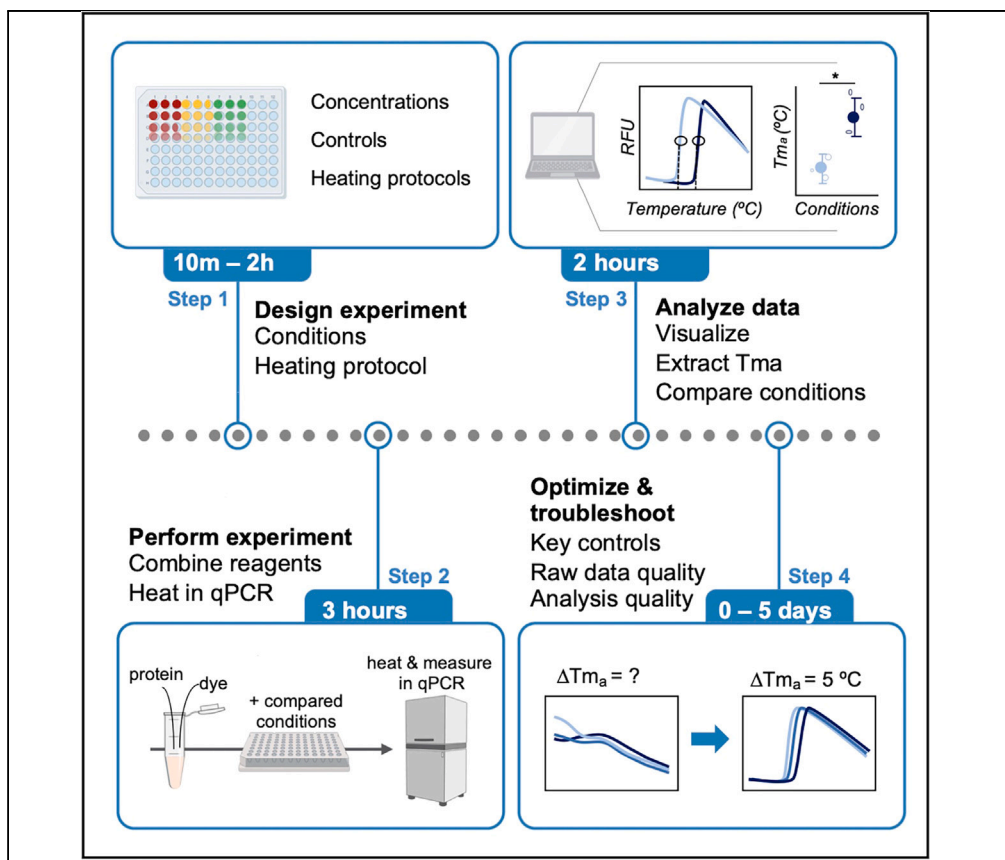 Concentrations
Controls
Heating protocols
10m – 2h
Step 1
Design experiment
Conditions
Heating protocol
RFU
Temperature (ºC)
*
Tmₐ (ºC)
Conditions
2 hours
Step 3
Analyze data
Visualize
Extract Tma
Compare conditions
Perform experiment
Combine reagents
Heat in qPCR
Step 2
3 hours
protein
dye
+ compared
conditions
heat & measure
in qPCR
Optimize &
troubleshoot
Key controls
Raw data quality
Analysis quality
Step 4
0 – 5 days
ΔTmₐ = ?
ΔTmₐ = 5 ºC